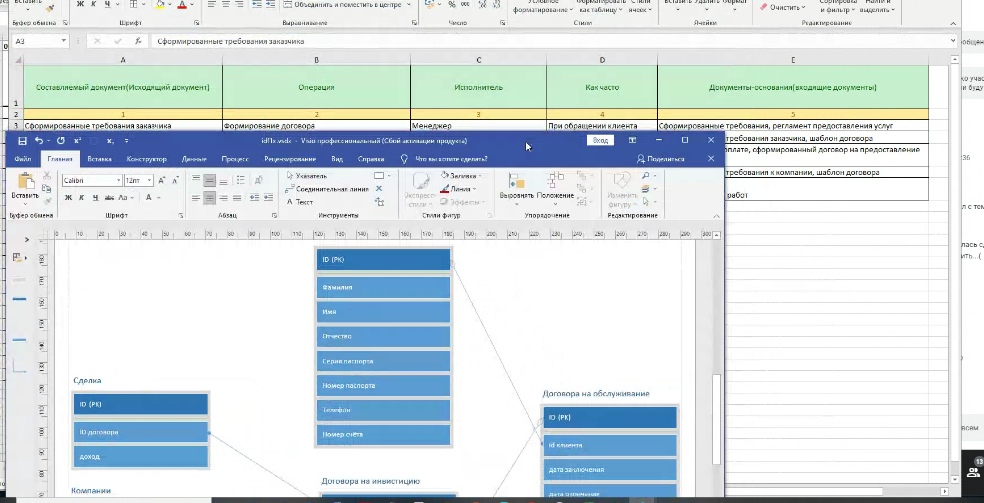 Вставить
Ж К Ч
Объединить и поместить в центре
%
Условное форматирование
Форматировать как таблицу
Стили ячеек
Вставить Удалить Формат
Очистить
Сортировка и фильтр
Найти и выделить
Буфер обмена
Шрифт
Выравнивание
Число
Стили
Ячейки
Редактирование
A3
fx
Сформированные требования заказчика
A B C D E
1 Составляемый документ(Исходящий документ) Операция Исполнитель Как часто Документы-основания(входящие документы)
2 1 2 3 4 5
3 Сформированные требования заказчика Формирование договора Менеджер При обращении клиента Сформированные требования, регламент предоставления услуг
требования заказчика, шаблон договора
оплате, сформированный договор на предоставление
требования к компании, шаблон договора
работ
idf1x.vsdx - Visio профессиональный (Сбой активации продукта)
Вход
Файл Главная Вставка Конструктор Данные Процесс Рецензирование Вид Справка Что вы хотите сделать? Поделиться
Вставить
Calibri 12пт
Ж К Ч abc Aa A
Указатель
Соединительная линия
Текст
Экспресс-стили
Заливка
Линия
Эффекты
Выровнять
Положение
Изменить фигуру
Буфер обмена
Шрифт
Абзац
Инструменты
Стили фигур
Упорядочение
Редактирование
ID (PK)
Фамилия
Имя
Отчество
Серия паспорта
Номер паспорта
Телефон
Номер счёта
Сделка
ID (PK)
ID договора
доход
Компании
Договора на инвестицию
Договора на обслуживание
ID (PK)
id клиента
дата заключения
13